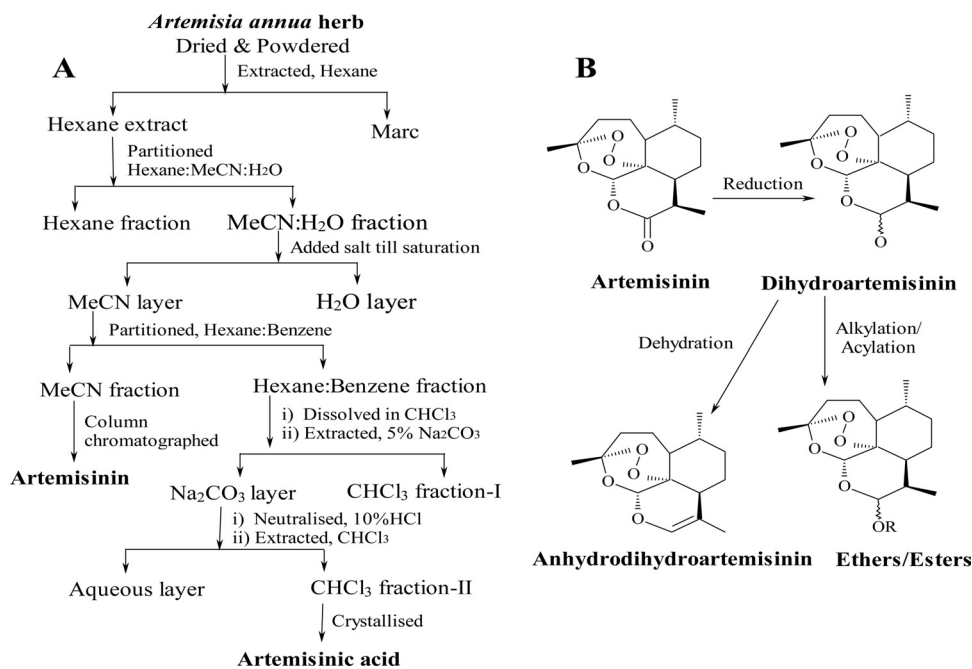 Artemisia annua herb
Dried & Powdered
A
Extracted, Hexane
Hexane extract
Marc
Partitioned
Hexane:MeCN:H₂O
Hexane fraction
MeCN:H₂O fraction
Added salt till saturation
MeCN layer
H₂O layer
Partitioned, Hexane:Benzene
MeCN fraction
Hexane:Benzene fraction
Column
chromatographed
i) Dissolved in CHCl₃
ii) Extracted, 5% Na₂CO₃
Artemisinin
Na₂CO₃ layer
CHCl₃ fraction-I
i) Neutralised, 10%HCl
ii) Extracted, CHCl₃
Aqueous layer
CHCl₃ fraction-II
Crystallised
Artemisinic acid
B
O
O
O
O
O
Artemisinin
Reduction
O
O
O
O
O
Dihydroartemisinin
Dehydration
Alkylation/
Acylation
O
O
O
O
Anhydrodihydroartemisinin
O
O
O
O
OR
Ethers/Esters